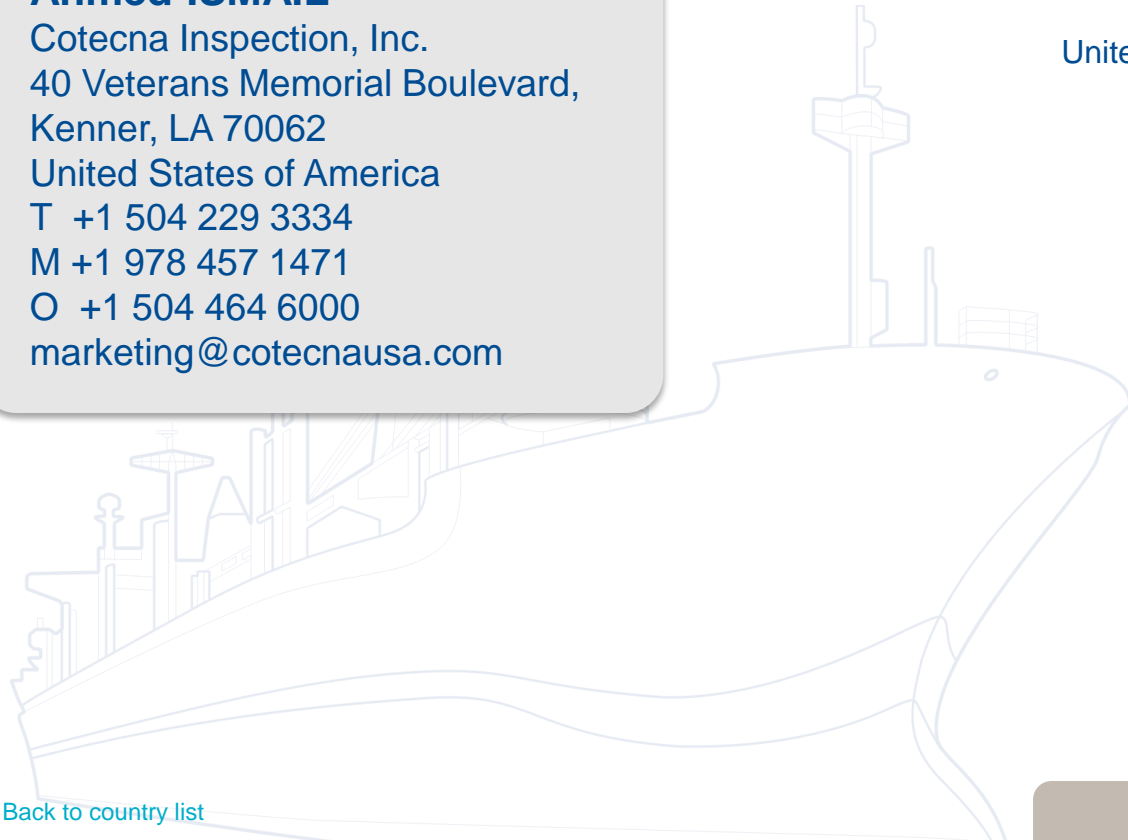 Cotecna Inspection, Inc.
40 Veterans Memorial Boulevard,
Kenner, LA 70062
United States of America
T +1 504 229 3334
M +1 978 457 1471
O +1 504 464 6000
marketing@cotecnausa.com
Back to country list